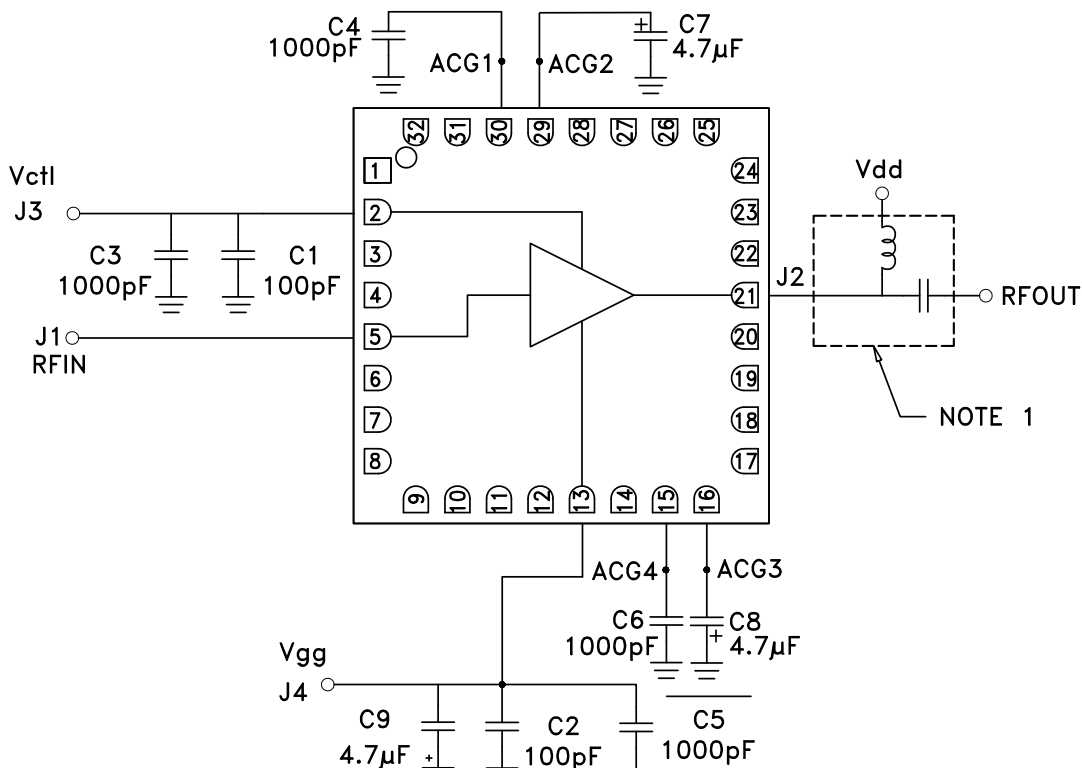 C4
1000pF
ACG1
ACG2
+ C7
4.7µF
32 31 30 29 28 27 26 25
1 2 3 4 5 6 7 8
9 10 11 12 13 14 15 16
24 23 22 21 20 19 18 17
Vctl
J3
C3
1000pF
C1
100pF
J1
RFIN
Vdd
J2
RFOUT
NOTE 1
ACG4
ACG3
C6
1000pF
C8
+ 4.7µF
Vgg
J4
C9
4.7µF +
C2
100pF
C5
1000pF